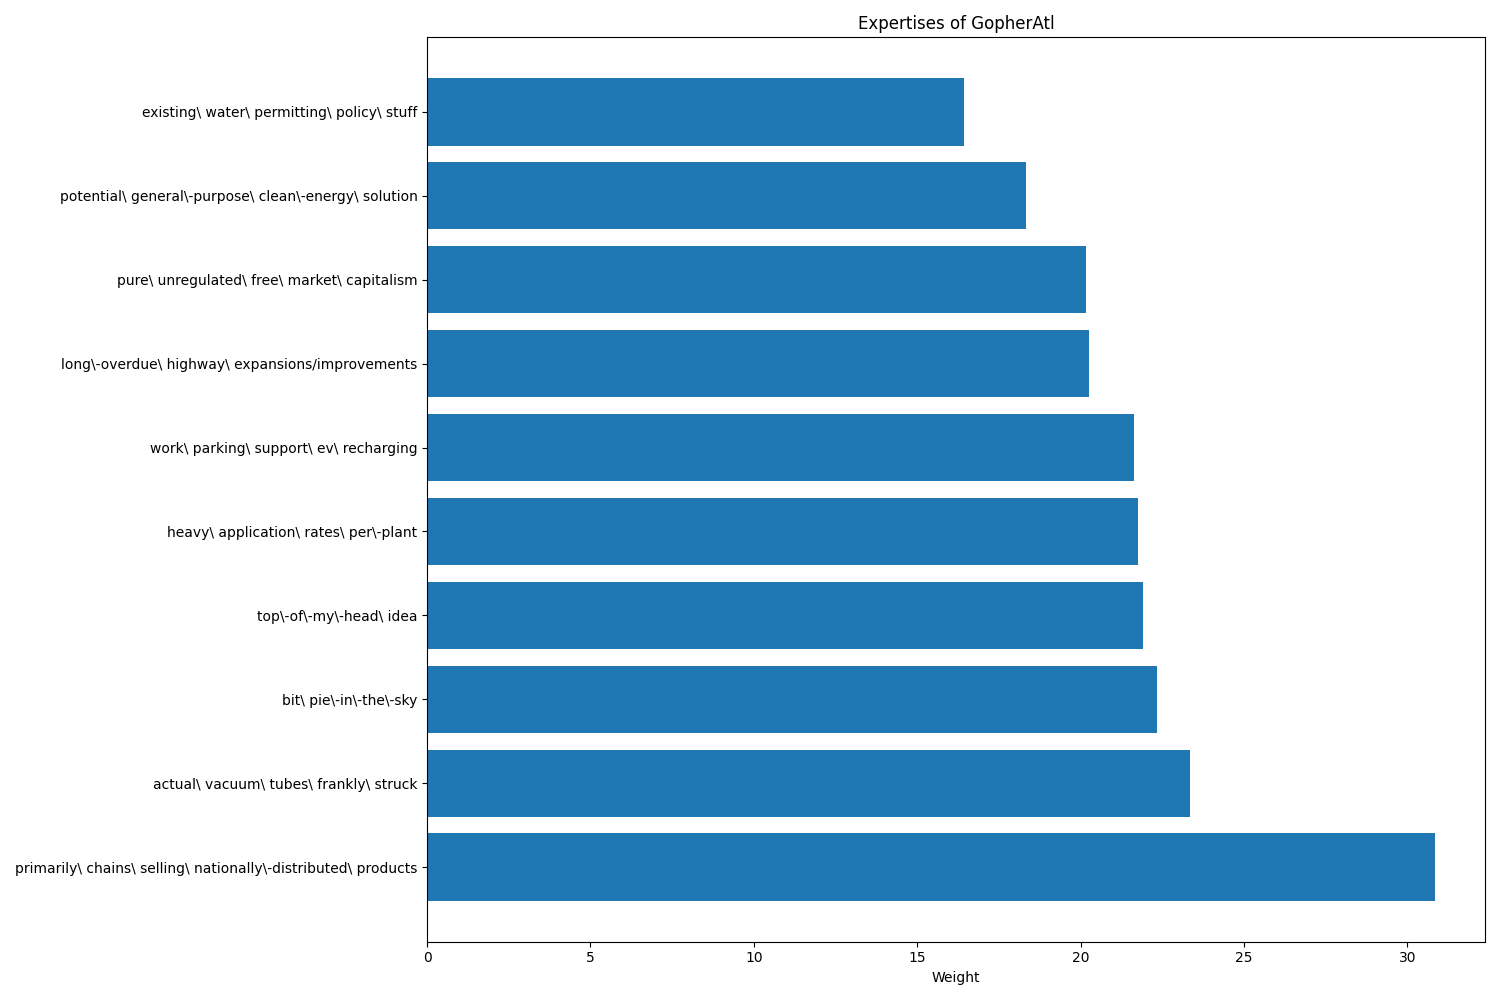 Expertises of GopherAtl
existing\ water\ permitting\ policy\ stuff
potential\ general\-purpose\ clean\-energy\ solution
pure\ unregulated\ free\ market\ capitalism
long\-overdue\ highway\ expansions/improvements
work\ parking\ support\ ev\ recharging
heavy\ application\ rates\ per\-plant
top\-of\-my\-head\ idea
bit\ pie\-in\-the\-sky
actual\ vacuum\ tubes\ frankly\ struck
primarily\ chains\ selling\ nationally\-distributed\ products
0 5 10 15 20 25 30
Weight